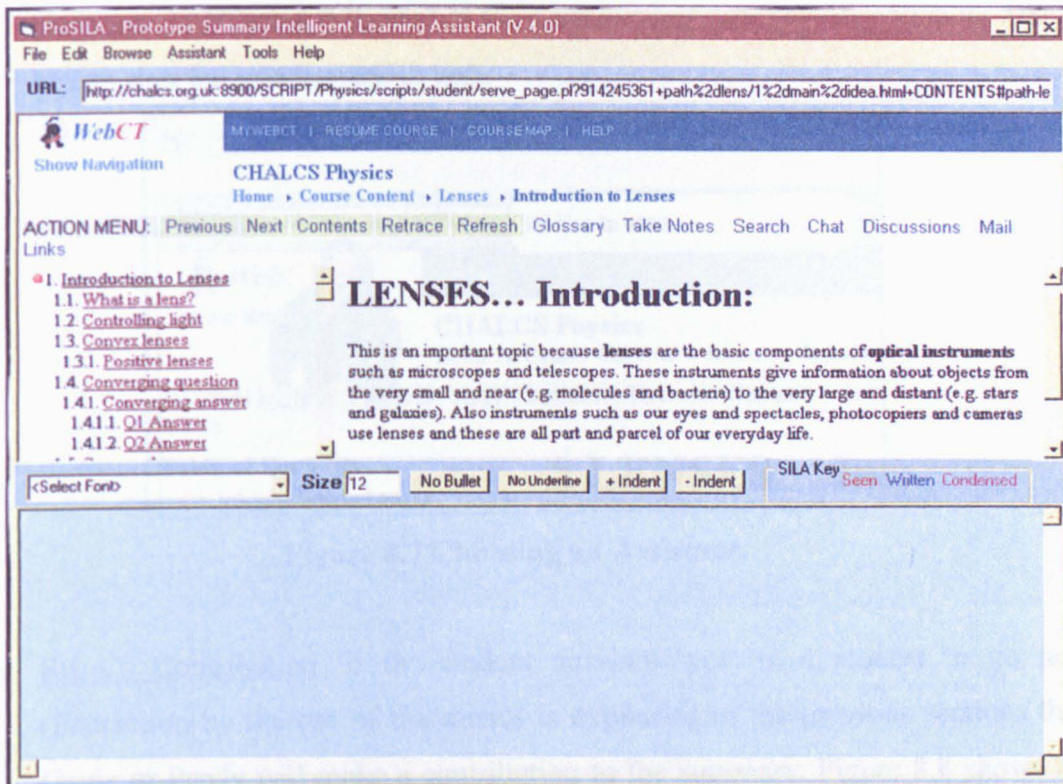 ProSILA - Prototype Summary Intelligent Learning Assistant (V.4.0)
File Edit Browse Assistant Tools Help
URL: http://chalcs.org.uk:8900/SCRIPT/Physics/scripts/student/serve_page.pl?914245361+path%2dlens/1%2dmain%2didea.html+CONTENTS#path-le
WebCT
MYWEBCT | RESUME COURSE | COURSE MAP | HELP
Show Navigation
CHALCS Physics
Home Course Content Lenses Introduction to Lenses
ACTION MENU: Previous Next Contents Retrace Refresh Glossary Take Notes Search Chat Discussions Mail
Links
1. Introduction to Lenses
1.1. What is a lens?
1.2. Controlling light
1.3. Convex lenses
1.3.1. Positive lenses
1.4. Converging question
1.4.1. Converging answer
1.4.1.1. Q1 Answer
1.4.1.2. Q2 Answer
LENSES... Introduction:
This is an important topic because lenses are the basic components of optical instruments
such as microscopes and telescopes. These instruments give information about objects from
the very small and near (e.g. molecules and bacteria) to the very large and distant (e.g. stars
and galaxies). Also instruments such as our eyes and spectacles, photocopiers and cameras
use lenses and these are all part and parcel of our everyday life.
<Select Font> Size 12 No Bullet No Underline + Indent - Indent
SILA Key
Seen Written Condensed